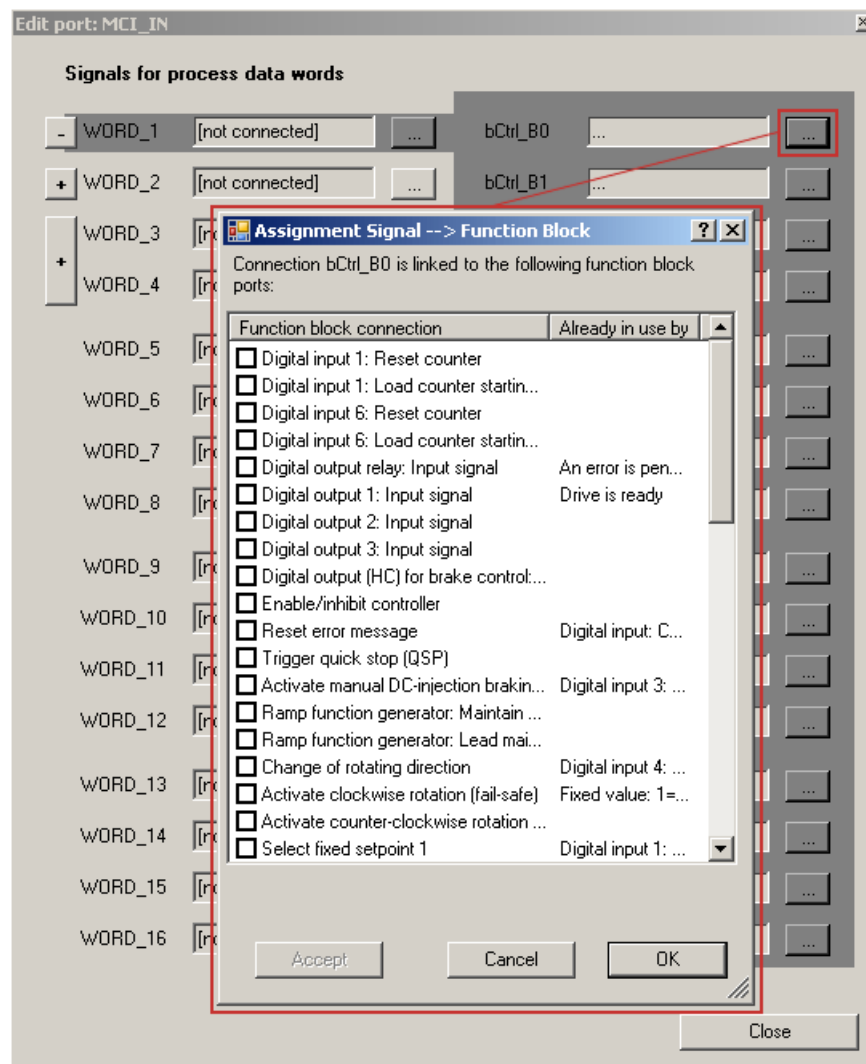 Edit port: MCI_IN
Signals for process data words
- WORD_1 [not connected] ... bCtrl_B0 ... ...
+ WORD_2 [not connected] ... bCtrl_B1 ... ...
WORD_3 ...
+
WORD_4 ...
WORD_5 ...
WORD_6 ...
WORD_7 ...
WORD_8 ...
WORD_9 ...
WORD_10 ...
WORD_11 ...
WORD_12 ...
WORD_13 ...
WORD_14 ...
WORD_15 ...
WORD_16 ...
Assignment Signal --> Function Block ?
Connection bCtrl_B0 is linked to the following function block
ports:
Function block connection Already in use by
Digital input 1: Reset counter
Digital input 1: Load counter startin...
Digital input 6: Reset counter
Digital input 6: Load counter startin...
Digital output relay: Input signal An error is pen...
Digital output 1: Input signal Drive is ready
Digital output 2: Input signal
Digital output 3: Input signal
Digital output (HC) for brake control:...
Enable/inhibit controller
Reset error message Digital input: C...
Trigger quick stop (QSP)
Activate manual DC-injection brakin... Digital input 3: ...
Ramp function generator: Maintain ...
Ramp function generator: Lead mai...
Change of rotating direction Digital input 4: ...
Activate clockwise rotation (fail-safe) Fixed value: 1=...
Activate counter-clockwise rotation ...
Select fixed setpoint 1 Digital input 1: ...
Accept Cancel OK
Close